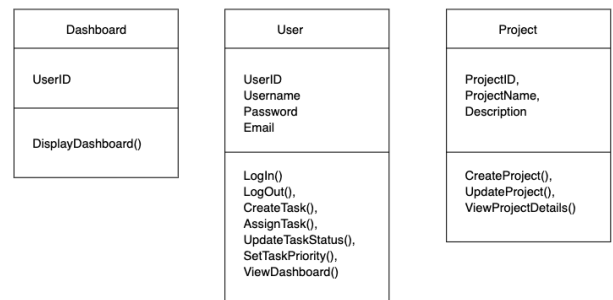 Dashboard
UserID
DisplayDashboard()
User
UserID
Username
Password
Email
LogIn()
LogOut(),
CreateTask(),
AssignTask(),
UpdateTaskStatus(),
SetTaskPriority(),
ViewDashboard()
Project
ProjectID,
ProjectName,
Description
CreateProject(),
UpdateProject(),
ViewProjectDetails()